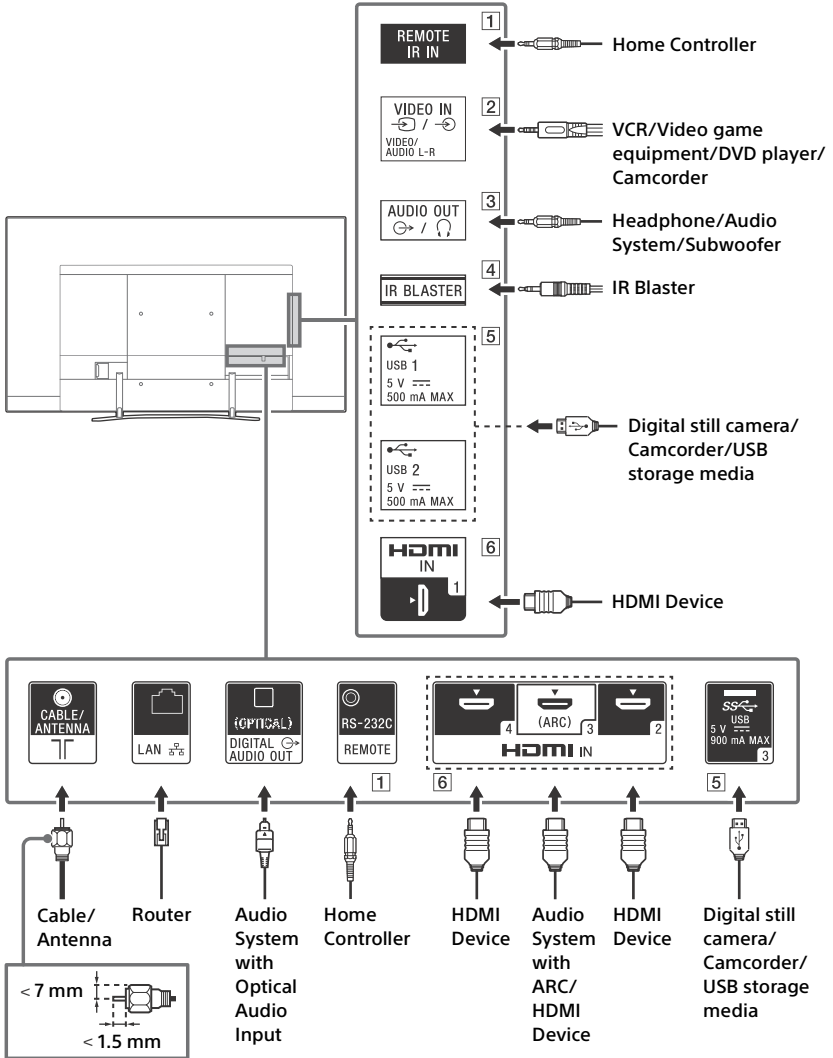 1
REMOTE
IR IN
Home Controller
2
VIDEO IN
/
VIDEO/
AUDIO L-R
VCR/Video game
equipment/DVD player/
Camcorder
3
AUDIO OUT
/
Headphone/Audio
System/Subwoofer
4
IR BLASTER
IR Blaster
5
USB 1
5 V
500 mA MAX
USB 2
5 V
500 mA MAX
Digital still camera/
Camcorder/USB
storage media
6
HDMI
IN
1
HDMI Device
CABLE/
ANTENNA
LAN
(OPTICAL)
DIGITAL
AUDIO OUT
RS-232C
REMOTE
1
4
(ARC) 3
2
HDMI IN
6
SS
USB
5 V
900 mA MAX
3
5
Cable/
Antenna
Router
Audio
System
with
Optical
Audio
Input
Home
Controller
HDMI
Device
Audio
System
with
ARC/
HDMI
Device
HDMI
Device
Digital still
camera/
Camcorder/
USB storage
media
< 7 mm
< 1.5 mm